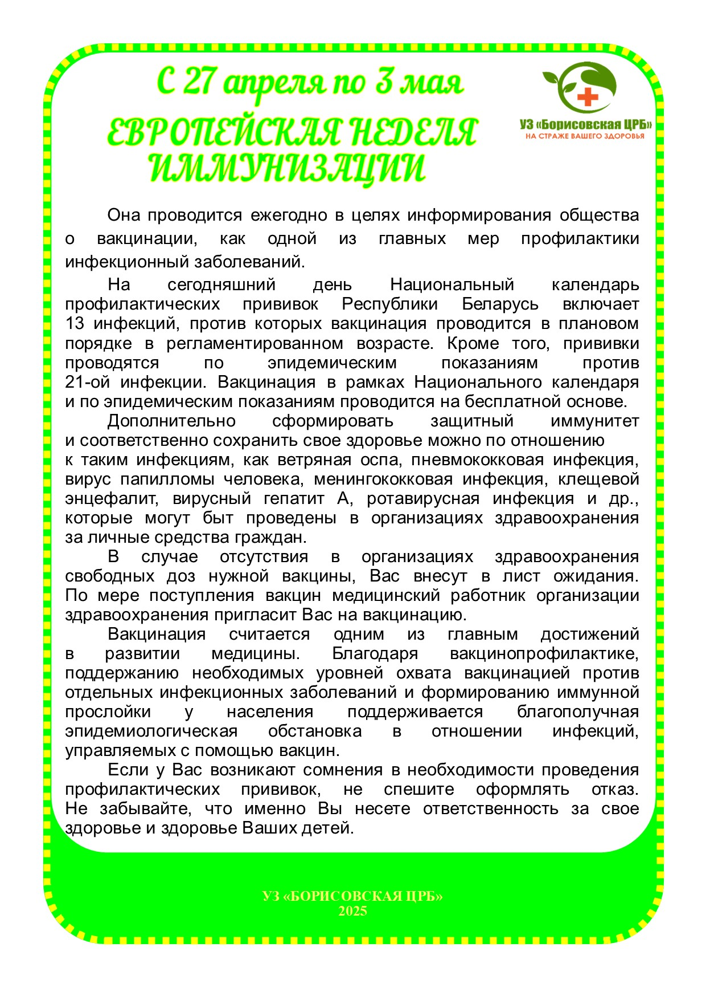 С 27 апреля по 3 мая
ЕВРОПЕЙСКАЯ НЕДЕЛЯ
ИММУНИЗАЦИИ
УЗ «Борисовская ЦРБ»
НА СТРАЖЕ ВАШЕГО ЗДОРОВЬЯ
Она проводится ежегодно в целях информирования общества
о вакцинации, как одной из главных мер профилактики
инфекционный заболеваний.
На сегодняшний день Национальный календарь
профилактических прививок Республики Беларусь включает
13 инфекций, против которых вакцинация проводится в плановом
порядке в регламентированном возрасте. Кроме того, прививки
проводятся по эпидемическим показаниям против
21-ой инфекции. Вакцинация в рамках Национального календаря
и по эпидемическим показаниям проводится на бесплатной основе.
Дополнительно сформировать защитный иммунитет
и соответственно сохранить свое здоровье можно по отношению
к таким инфекциям, как ветряная оспа, пневмококковая инфекция,
вирус папилломы человека, менингококковая инфекция, клещевой
энцефалит, вирусный гепатит А, ротавирусная инфекция и др.,
которые могут быт проведены в организациях здравоохранения
за личные средства граждан.
В случае отсутствия в организациях здравоохранения
свободных доз нужной вакцины, Вас внесут в лист ожидания.
По мере поступления вакцин медицинский работник организации
здравоохранения пригласит Вас на вакцинацию.
Вакцинация считается одним из главным достижений
в развитии медицины. Благодаря вакцинопрофилактике,
поддержанию необходимых уровней охвата вакцинацией против
отдельных инфекционных заболеваний и формированию иммунной
прослойки у населения поддерживается благополучная
эпидемиологическая обстановка в отношении инфекций,
управляемых с помощью вакцин.
Если у Вас возникают сомнения в необходимости проведения
профилактических прививок, не спешите оформлять отказ.
Не забывайте, что именно Вы несете ответственность за свое
здоровье и здоровье Ваших детей.
УЗ «БОРИСОВСКАЯ ЦРБ»
2025